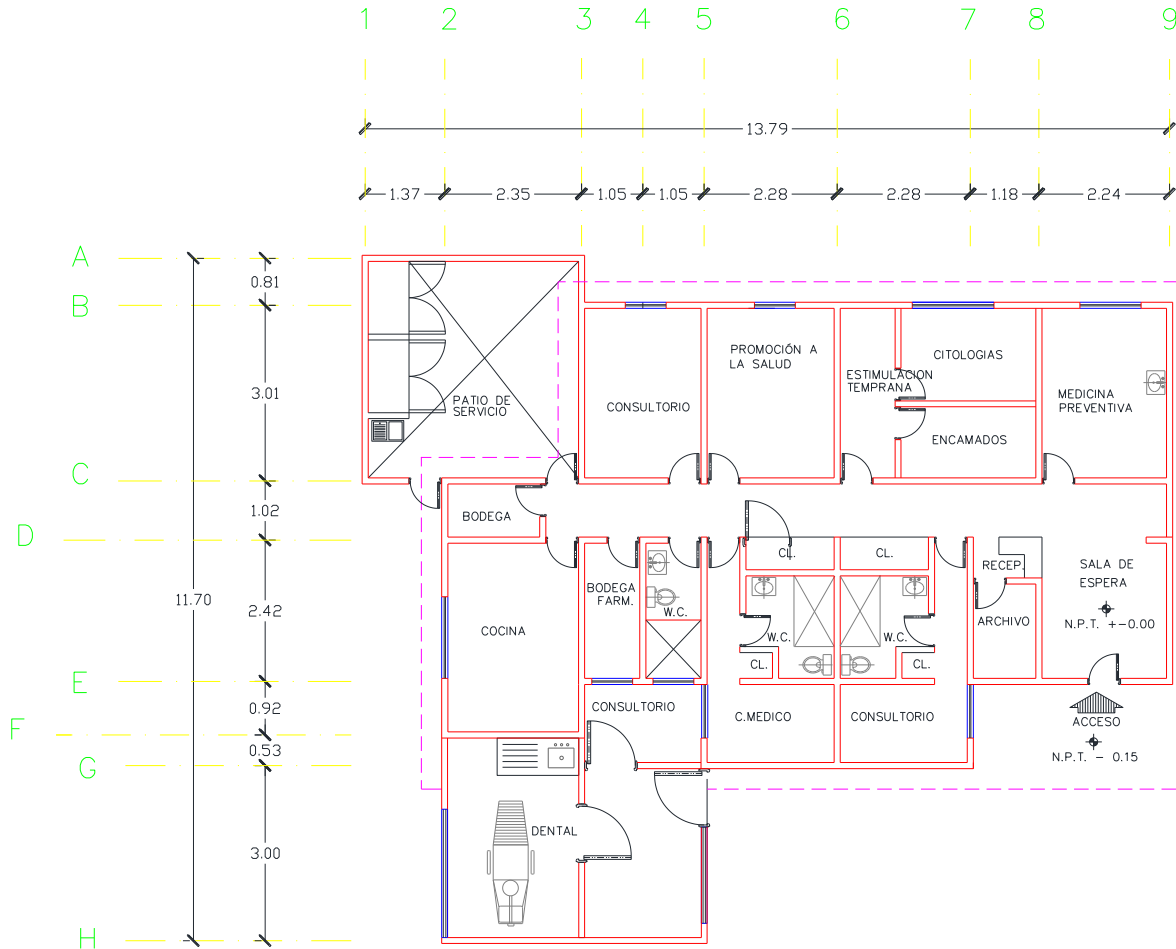 1 2 3 4 5 6 7 8 9
13.79
1.37 2.35 1.05 1.05 2.28 2.28 1.18 2.24
A
0.81
B
3.01
C
1.02
D
11.70
2.42
E
0.92
F
0.53
G
3.00
H
PATIO DE
SERVICIO
CONSULTORIO
PROMOCIÓN A
LA SALUD
ESTIMULACION
TEMPRANA
CITOLOGIAS
ENCAMADOS
MEDICINA
PREVENTIVA
BODEGA
COCINA
BODEGA
FARM.
W.C.
CL.
CL.
W.C.
W.C.
CL.
CL.
RECEP.
ARCHIVO
SALA DE
ESPERA
N.P.T. +-0.00
CONSULTORIO
C.MEDICO
CONSULTORIO
ACCESO
N.P.T. - 0.15
DENTAL